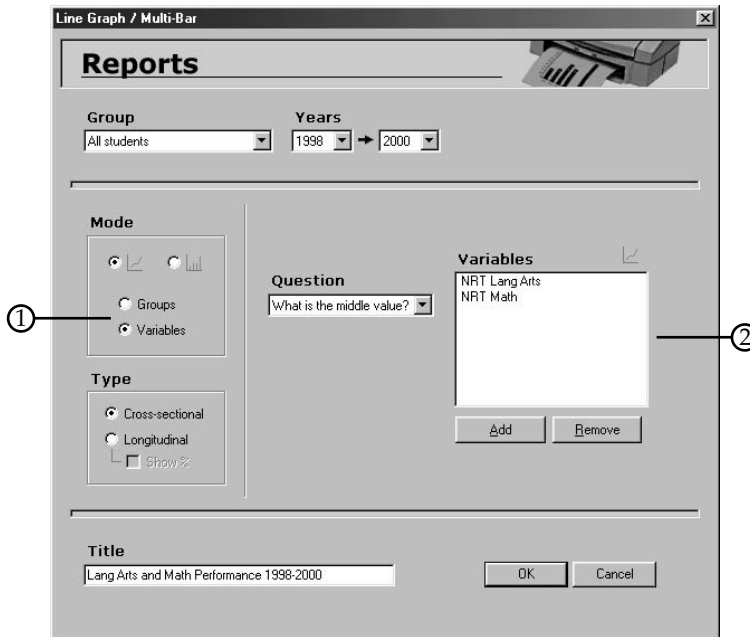 Line Graph / Multi-Bar
Reports
Group
Years
All students
1998
2000
Mode
Groups
Variables
1
Type
Cross-sectional
Longitudinal
Show %
Question
What is the middle value?
Variables
NRT Lang Arts
NRT Math
2
Add
Remove
Title
Lang Arts and Math Performance 1998-2000
OK
Cancel